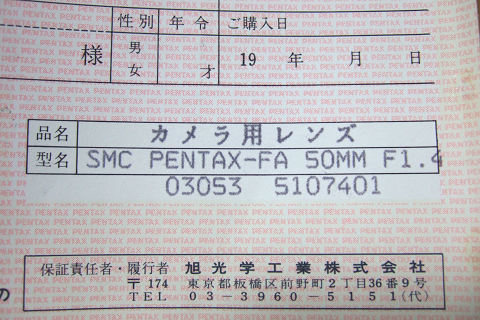 性別 年令 ご購入日
様 男 女 才 19 年 月 日
品名 カメラ用レンズ
型名 SMC PENTAX-FA 50MM F1.4
03053 5107401
保証責任者・履行者 旭光学工業株式会社
〒174 東京都板橋区前野町2丁目36番9号
TEL 03-3960-5151(代)
の